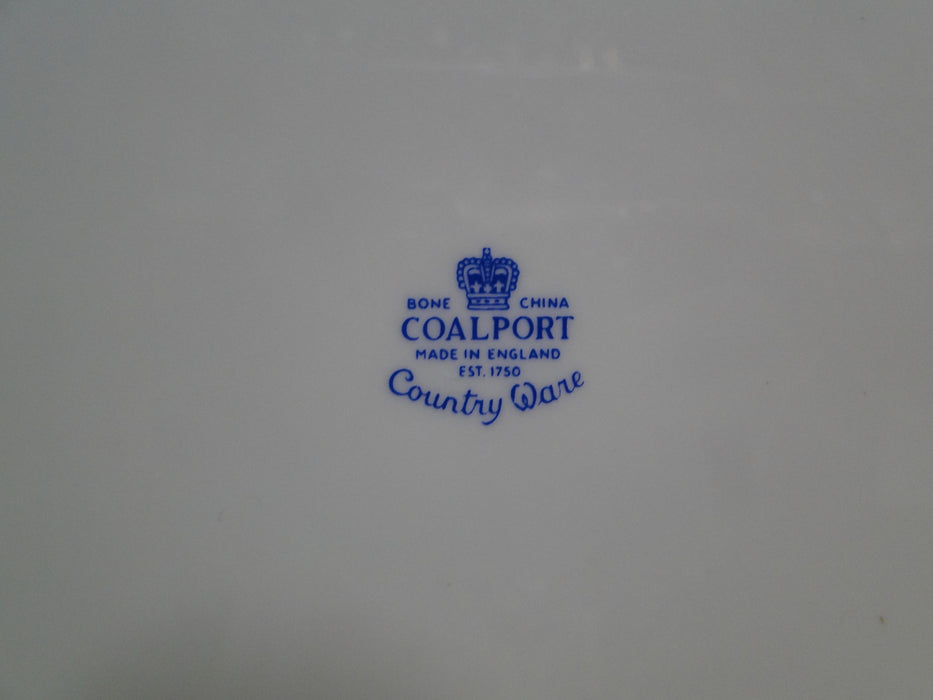 BONE CHINA
COALPORT
MADE IN ENGLAND
EST. 1750
Country Ware